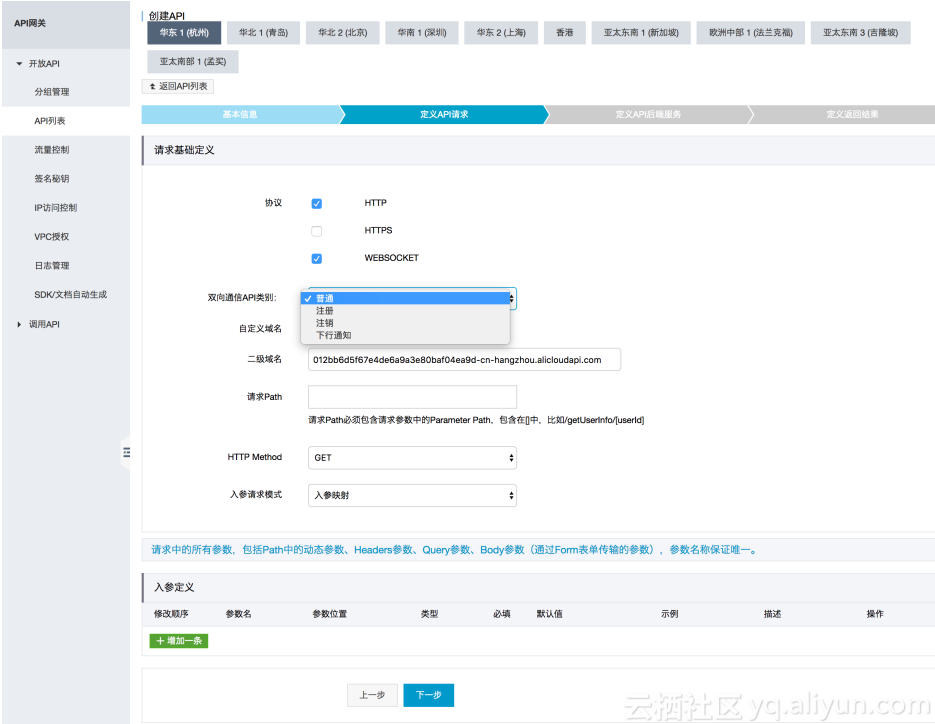 API网关
开放API
分组管理
API列表
流量控制
签名秘钥
IP访问控制
VPC授权
日志管理
SDK/文档自动生成
调用API
创建API
华东 1 (杭州) 华北 1 (青岛) 华北 2 (北京) 华南 1 (深圳) 华东 2 (上海) 香港 亚太东南 1 (新加坡) 欧洲中部 1 (法兰克福) 亚太东南 3 (吉隆坡)
亚太南部 1 (孟买)
返回API列表
基本信息 定义API请求 定义API后端服务 定义返回结果
请求基础定义
协议 HTTP
HTTPS
WEBSOCKET
双向通信API类别: ✓ 普通
注册
注销
下行通知
自定义域名
二级域名 012bb6d5f67e4de6a9a3e80baf04ea9d-cn-hangzhou.alicloudapi.com
请求Path
请求Path必须包含请求参数中的Parameter Path，包含在[]中，比如/getUserInfo/[userId]
HTTP Method GET
入参请求模式 入参映射
请求中的所有参数，包括Path中的动态参数、Headers参数、Query参数、Body参数（通过Form表单传输的参数），参数名称保证唯一。
入参定义
修改顺序 参数名 参数位置 类型 必填 默认值 示例 描述 操作
+ 增加一条
上一步 下一步
云栖社区 yq.aliyun.com